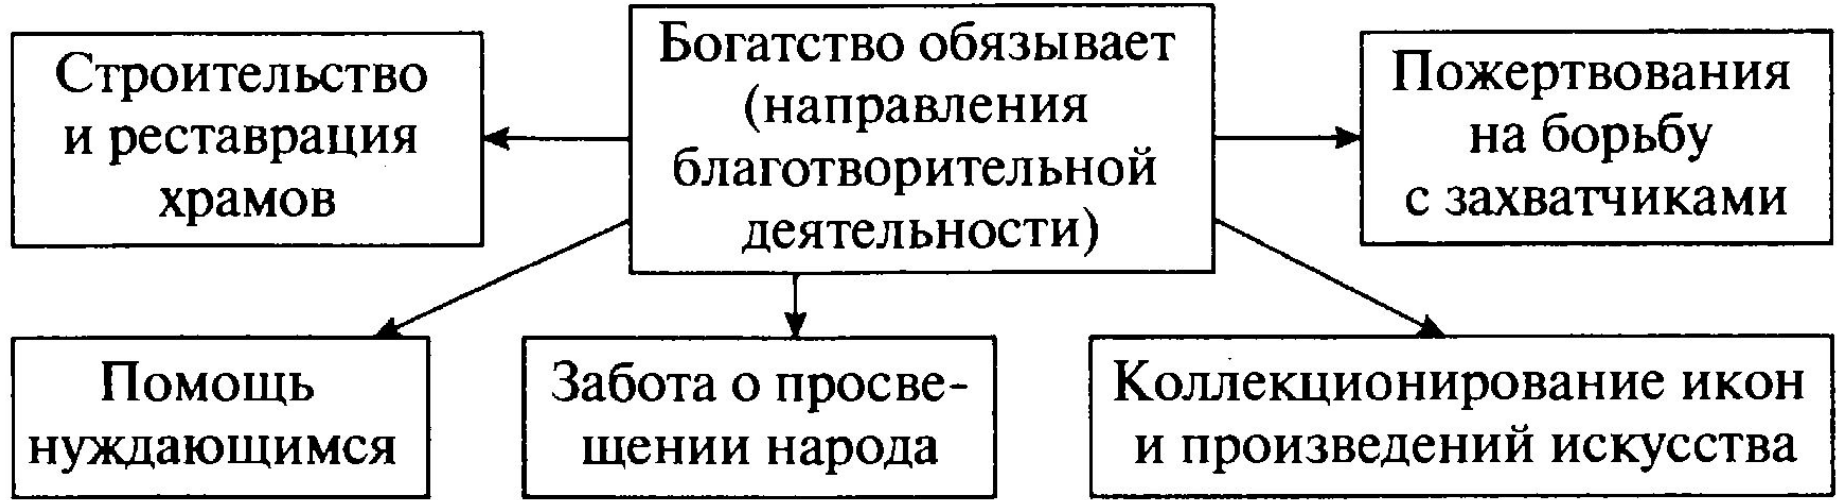 Богатство обязывает
(направления
благотворительной
деятельности)
Строительство
и реставрация
храмов
Пожертвования
на борьбу
с захватчиками
Помощь
нуждающимся
Забота о просве-
щении народа
Коллекционирование икон
и произведений искусства